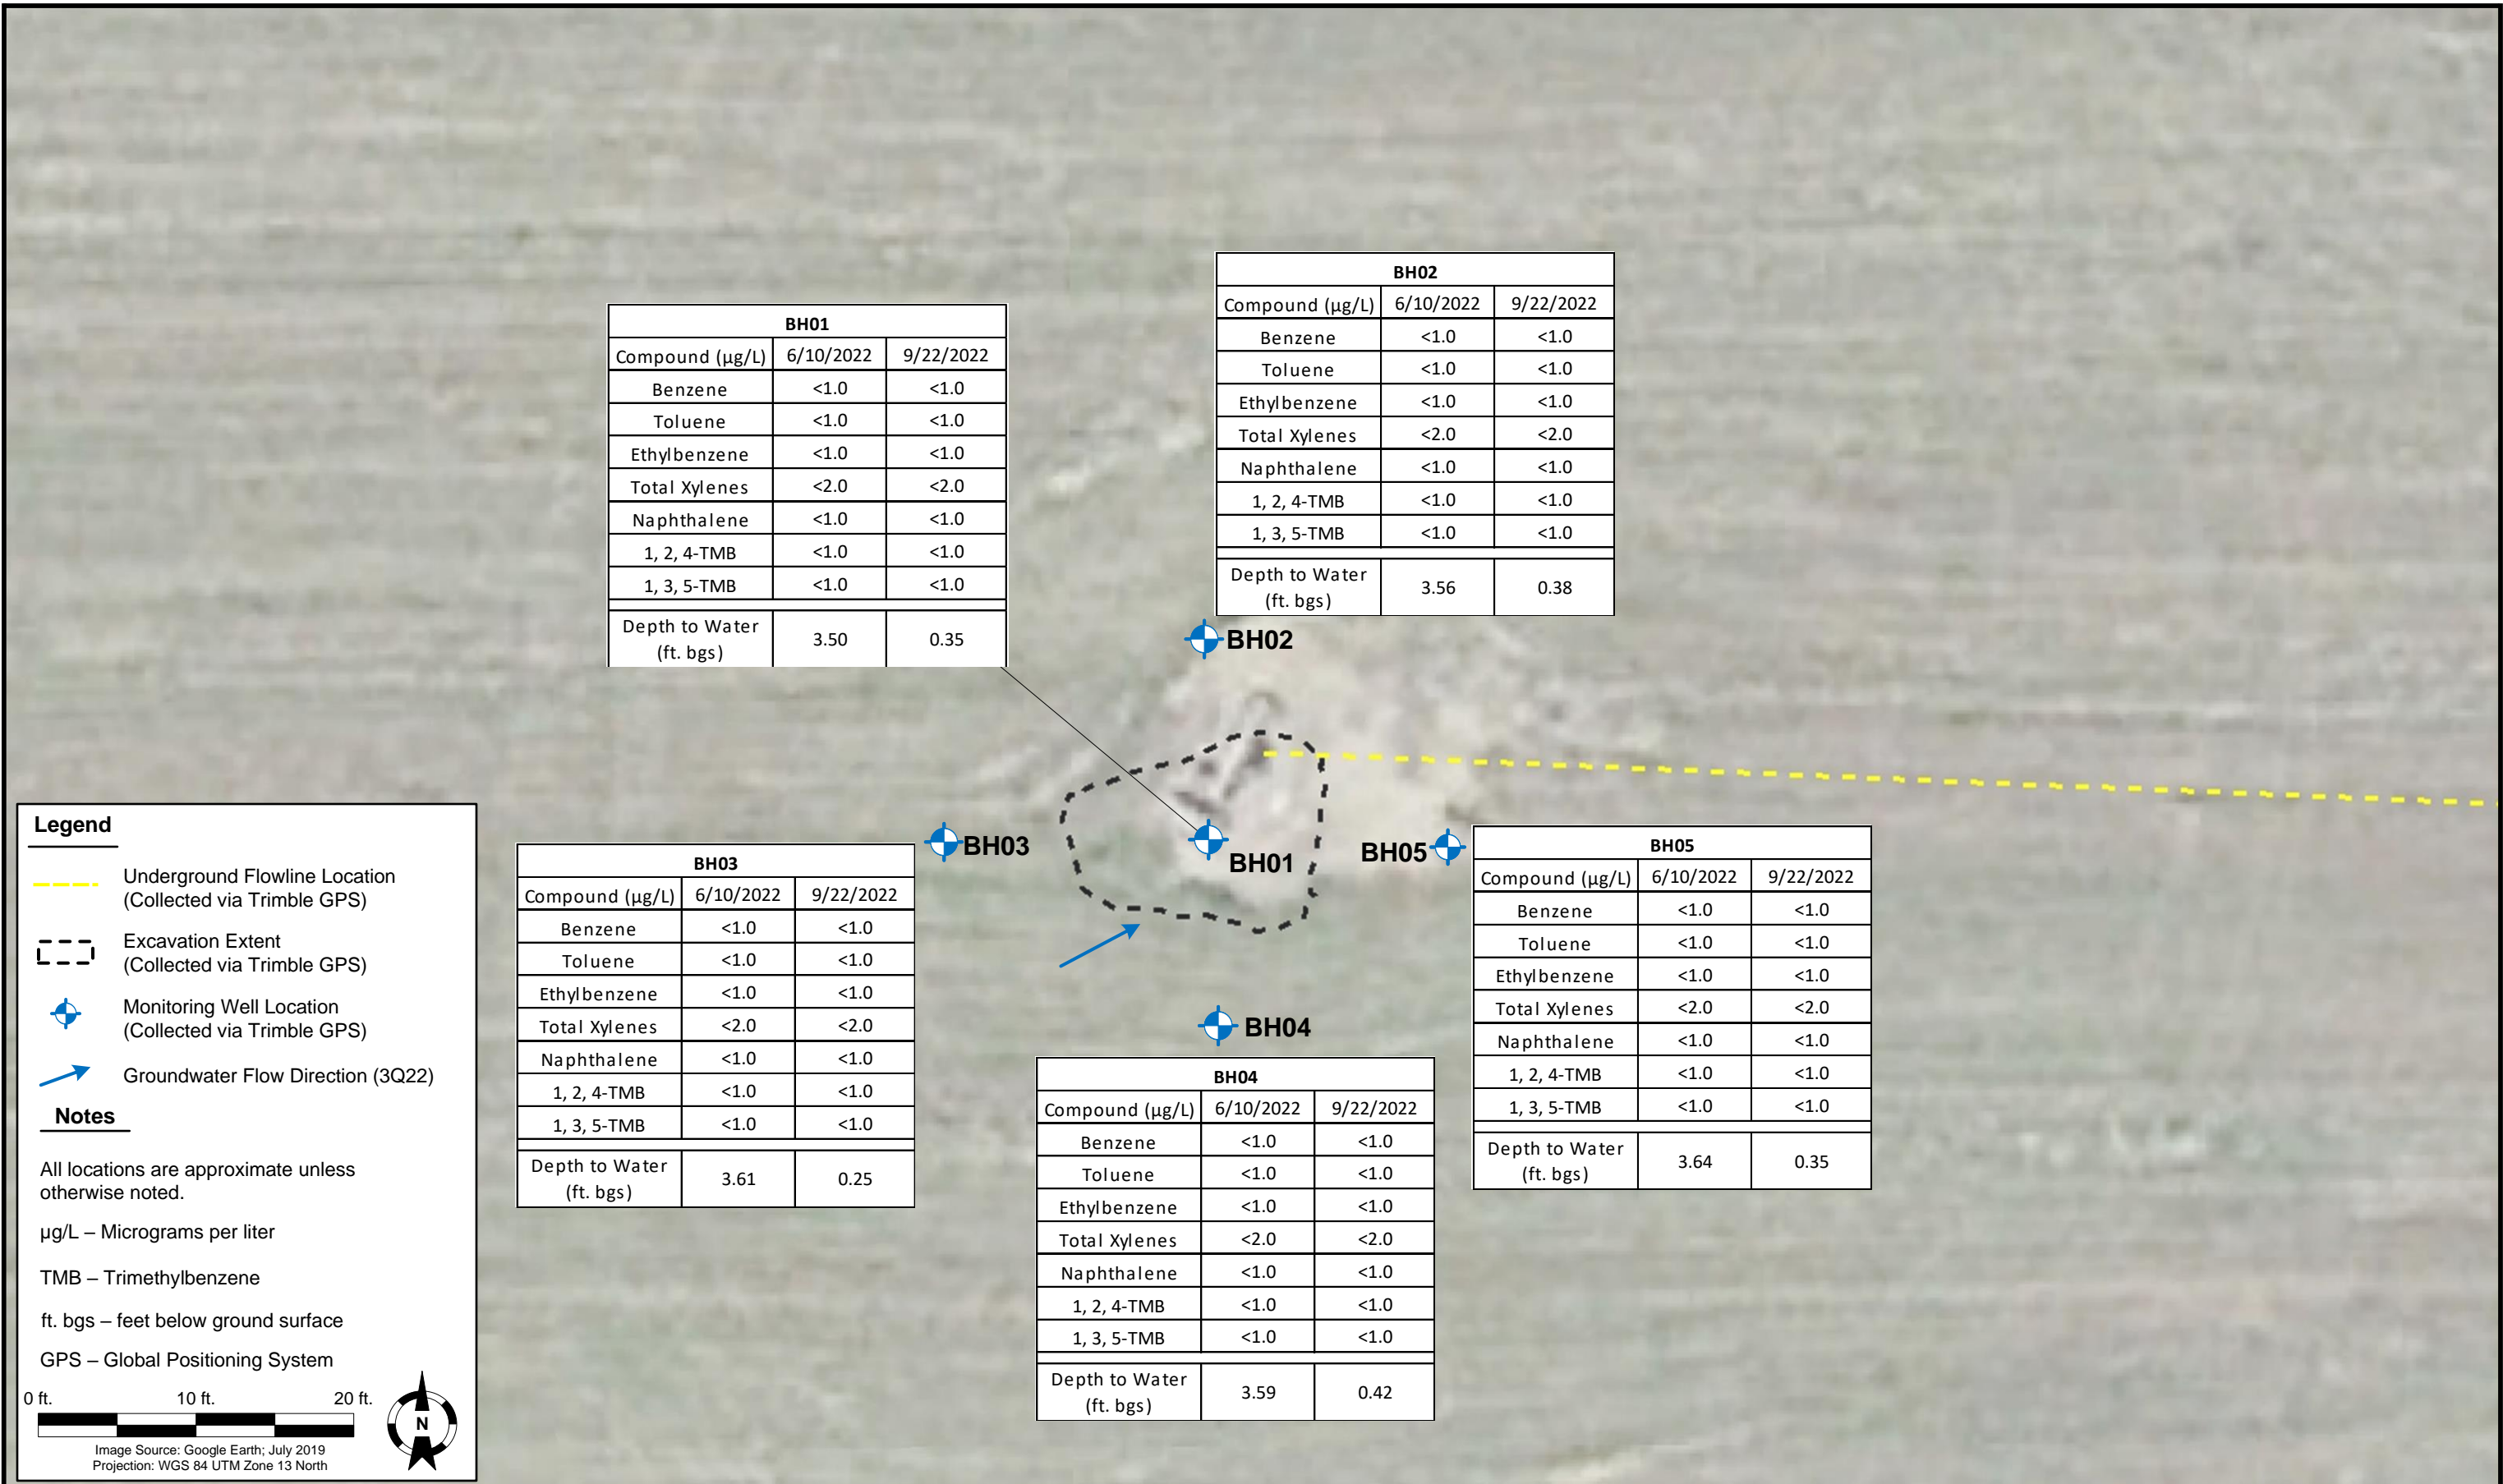 BH01
Compound (µg/L) 6/10/2022 9/22/2022
Benzene <1.0 <1.0
Toluene <1.0 <1.0
Ethylbenzene <1.0 <1.0
Total Xylenes <2.0 <2.0
Naphthalene <1.0 <1.0
1, 2, 4-TMB <1.0 <1.0
1, 3, 5-TMB <1.0 <1.0
Depth to Water
(ft. bgs) 3.50 0.35
BH02
Compound (µg/L) 6/10/2022 9/22/2022
Benzene <1.0 <1.0
Toluene <1.0 <1.0
Ethylbenzene <1.0 <1.0
Total Xylenes <2.0 <2.0
Naphthalene <1.0 <1.0
1, 2, 4-TMB <1.0 <1.0
1, 3, 5-TMB <1.0 <1.0
Depth to Water
(ft. bgs) 3.56 0.38
BH02
BH03
BH01
BH05
BH04
BH03
Compound (µg/L) 6/10/2022 9/22/2022
Benzene <1.0 <1.0
Toluene <1.0 <1.0
Ethylbenzene <1.0 <1.0
Total Xylenes <2.0 <2.0
Naphthalene <1.0 <1.0
1, 2, 4-TMB <1.0 <1.0
1, 3, 5-TMB <1.0 <1.0
Depth to Water
(ft. bgs) 3.61 0.25
BH05
Compound (µg/L) 6/10/2022 9/22/2022
Benzene <1.0 <1.0
Toluene <1.0 <1.0
Ethylbenzene <1.0 <1.0
Total Xylenes <2.0 <2.0
Naphthalene <1.0 <1.0
1, 2, 4-TMB <1.0 <1.0
1, 3, 5-TMB <1.0 <1.0
Depth to Water
(ft. bgs) 3.64 0.35
BH04
Compound (µg/L) 6/10/2022 9/22/2022
Benzene <1.0 <1.0
Toluene <1.0 <1.0
Ethylbenzene <1.0 <1.0
Total Xylenes <2.0 <2.0
Naphthalene <1.0 <1.0
1, 2, 4-TMB <1.0 <1.0
1, 3, 5-TMB <1.0 <1.0
Depth to Water
(ft. bgs) 3.59 0.42
Legend
Underground Flowline Location
(Collected via Trimble GPS)
Excavation Extent
(Collected via Trimble GPS)
Monitoring Well Location
(Collected via Trimble GPS)
Groundwater Flow Direction (3Q22)
Notes
All locations are approximate unless
otherwise noted.
µg/L – Micrograms per liter
TMB – Trimethylbenzene
ft. bgs – feet below ground surface
GPS – Global Positioning System
0 ft. 10 ft. 20 ft.
N
Image Source: Google Earth; July 2019
Projection: WGS 84 UTM Zone 13 North